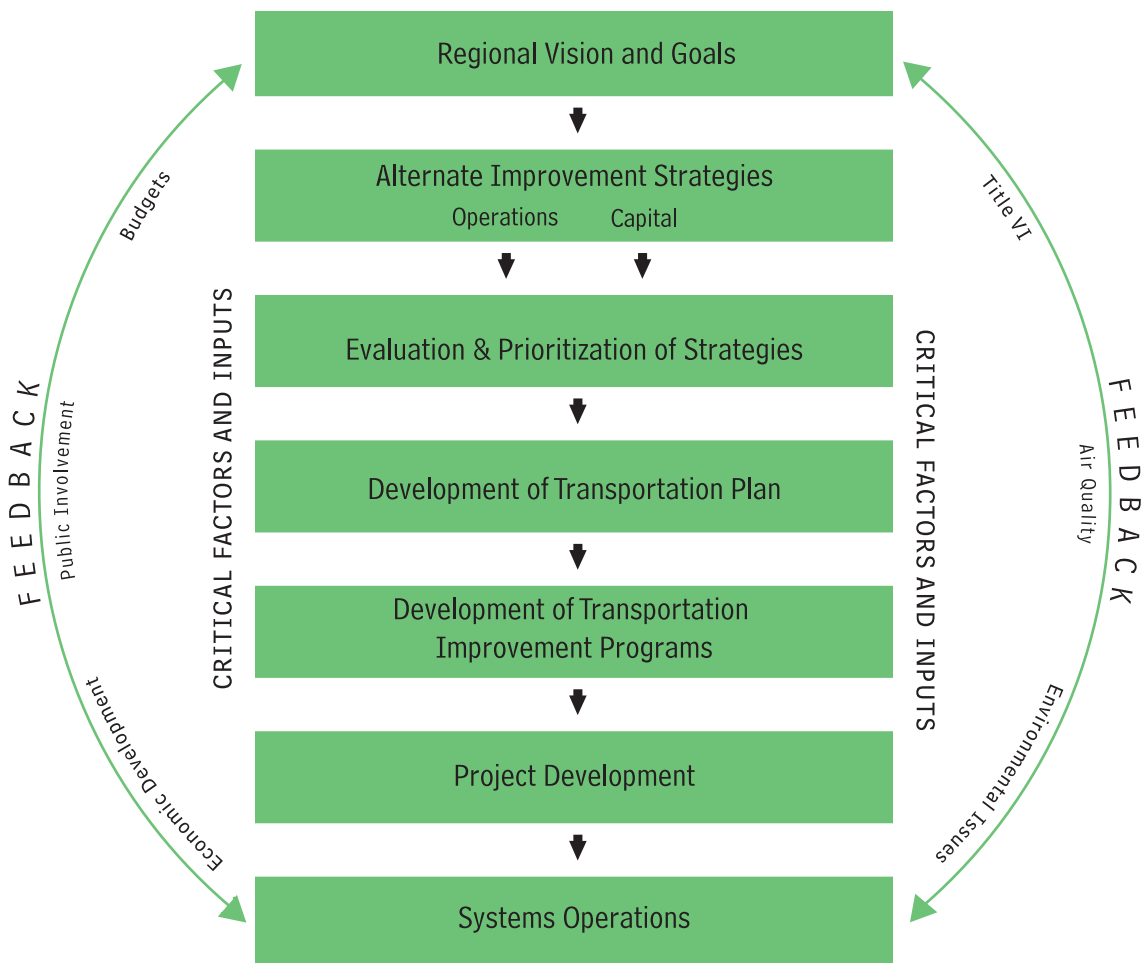 Regional Vision and Goals
Alternate Improvement Strategies
Operations Capital
Evaluation & Prioritization of Strategies
Development of Transportation Plan
Development of Transportation
Improvement Programs
Project Development
Systems Operations
CRITICAL FACTORS AND INPUTS
CRITICAL FACTORS AND INPUTS
FEEDBACK
Budgets
Public Involvement
Economic Development
FEEDBACK
Title VI
Air Quality
Environmental Issues